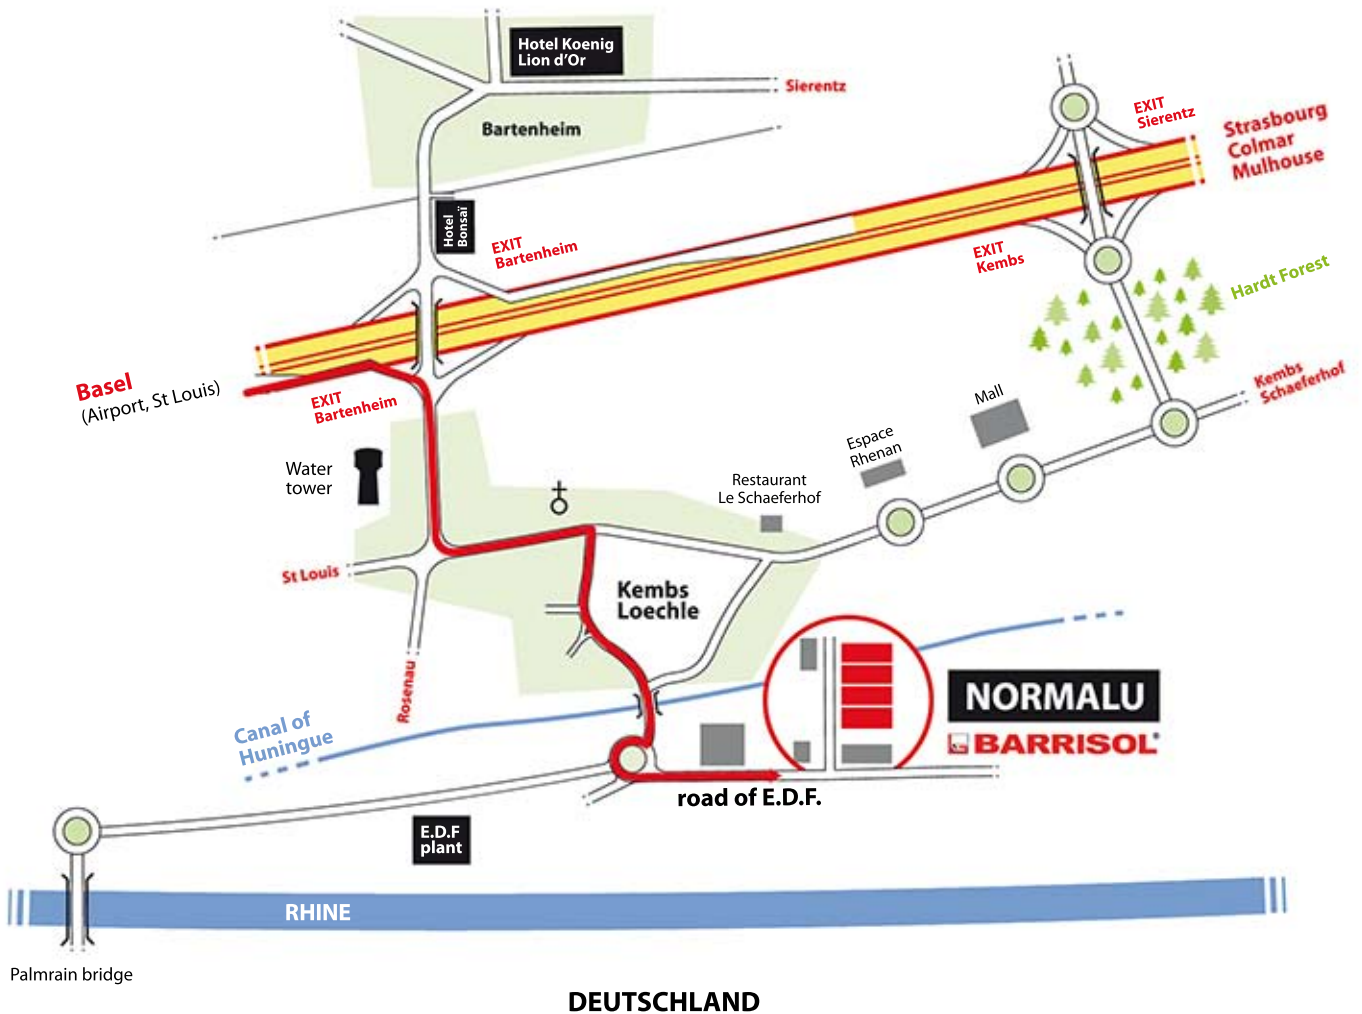 Hotel Koenig
Lion d'Or
Sierentz
Bartenheim
EXIT
Sierentz
Strasbourg
Colmar
Mulhouse
Hotel
Bonsaï
EXIT
Bartenheim
EXIT
Kembs
Hardt Forest
Basel
(Airport, St Louis)
EXIT
Bartenheim
Kembs
Schaeferhof
Mall
Espace
Rhenan
Water
tower
Restaurant
Le Schaeferhof
St Louis
Kembs
Loechle
Rosenau
Canal of
Huningue
NORMALU
BARRISOL®
road of E.D.F.
E.D.F
plant
RHINE
Palmrain bridge
DEUTSCHLAND